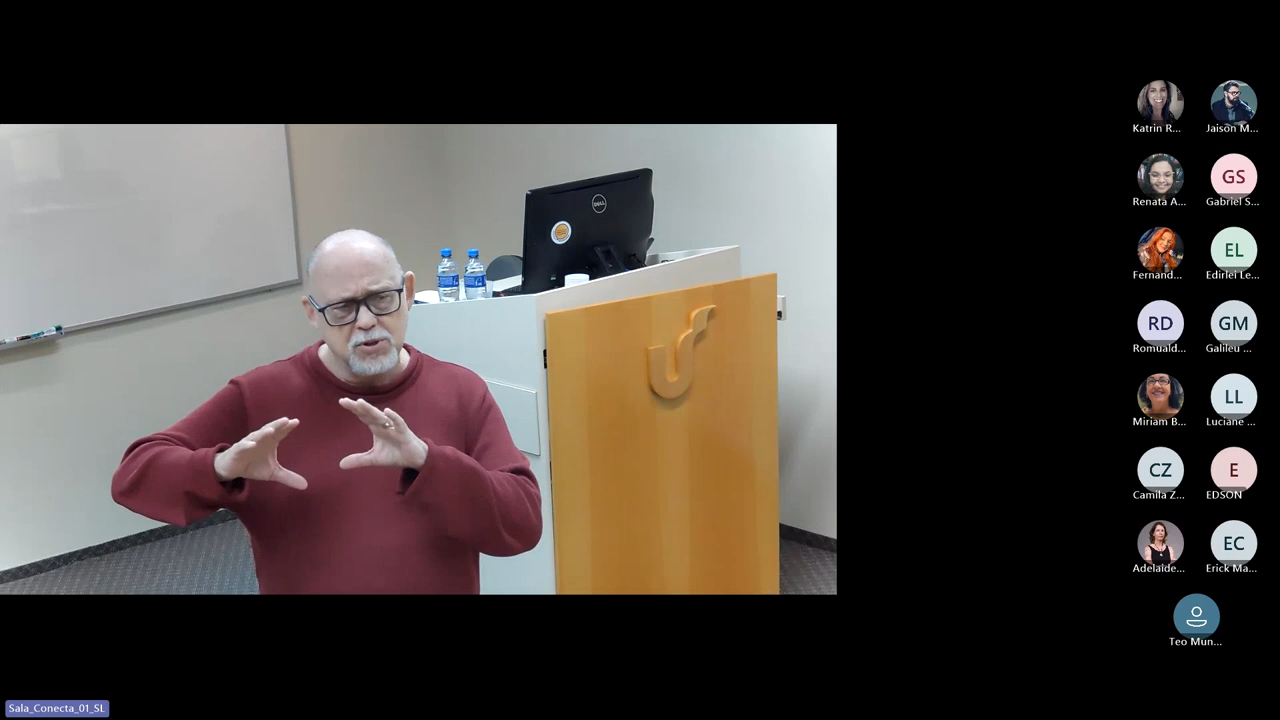 DELL
Katrin R...
Jaison M...
Renata A...
GS
Gabriel S...
Fernand...
EL
Edirlei Le...
RD
Romuald...
GM
Galileu ...
Miriam B...
LL
Luciane ...
CZ
Camila Z...
E
EDSON
Adelaide...
EC
Erick Ma...
Teo Mun...
Sala_Conecta_01_SL